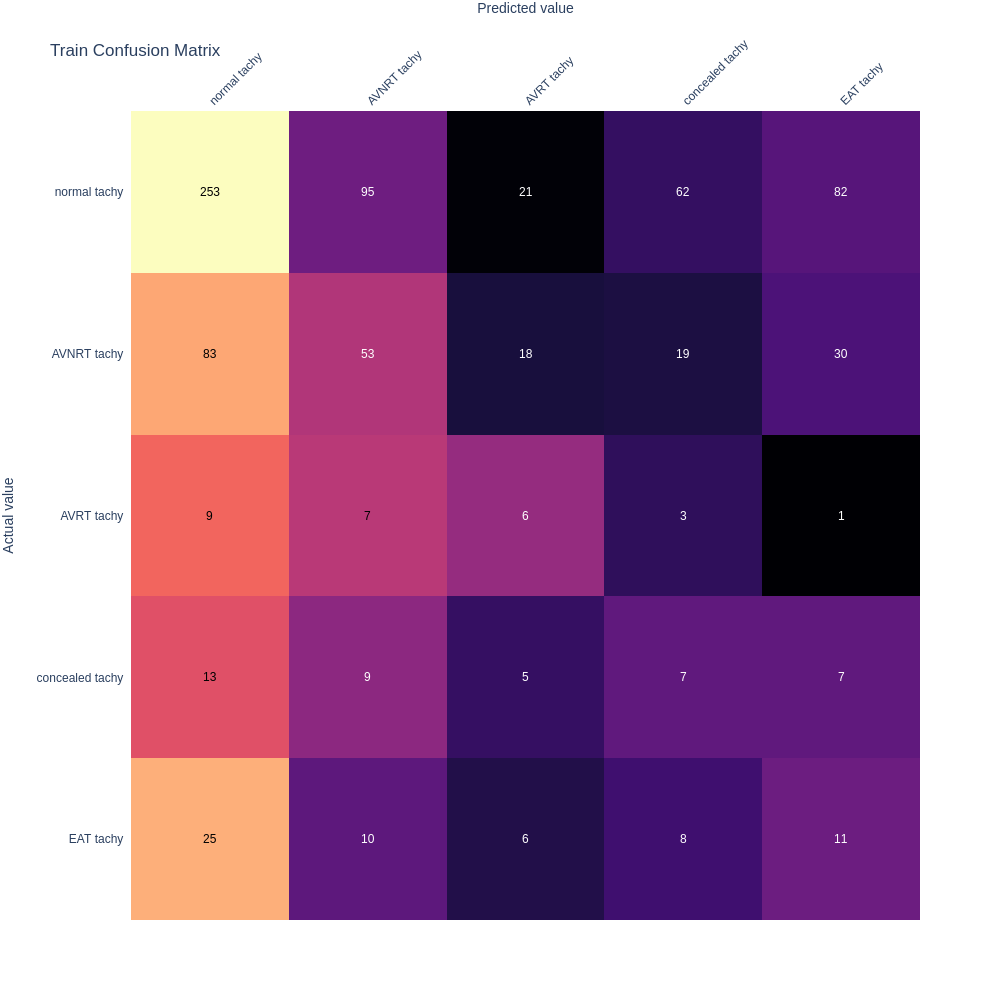 Predicted value
Train Confusion Matrix
normal tachy
AVNRT tachy
AVRT tachy
concealed tachy
EAT tachy
Actual value
normal tachy 253 95 21 62 82
AVNRT tachy 83 53 18 19 30
AVRT tachy 9 7 6 3 1
concealed tachy 13 9 5 7 7
EAT tachy 25 10 6 8 11